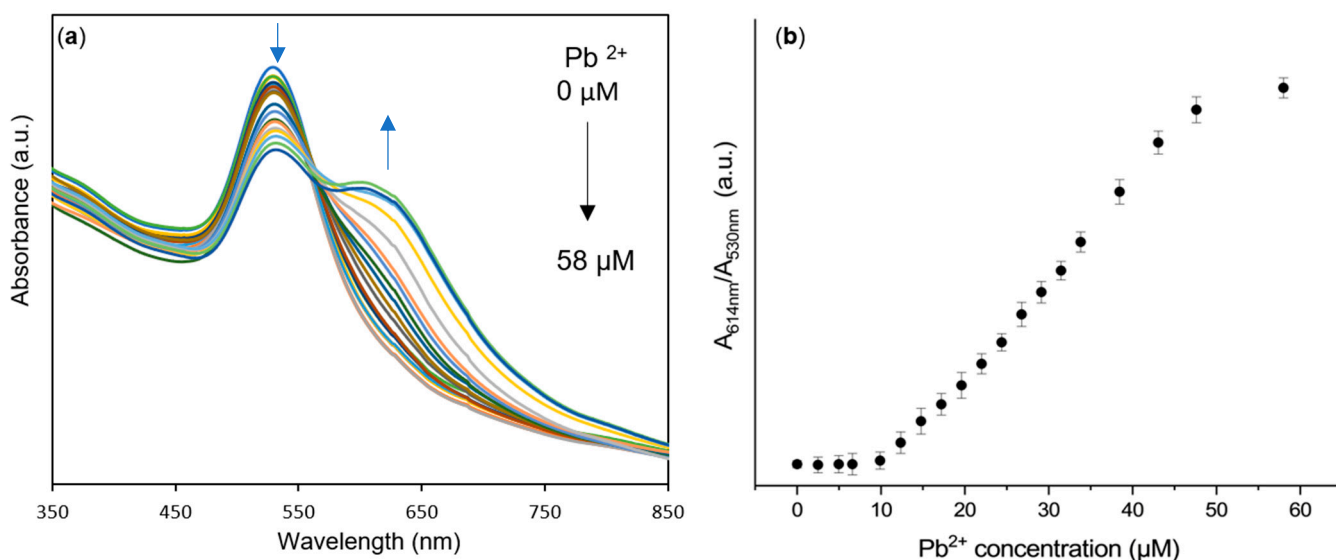 (a)
Pb 2+
0 µM
58 µM
Absorbance (a.u.)
350
450
550
650
750
850
Wavelength (nm)
(b)
A614nm/A530nm (a.u.)
0
10
20
30
40
50
60
Pb2+ concentration (µM)